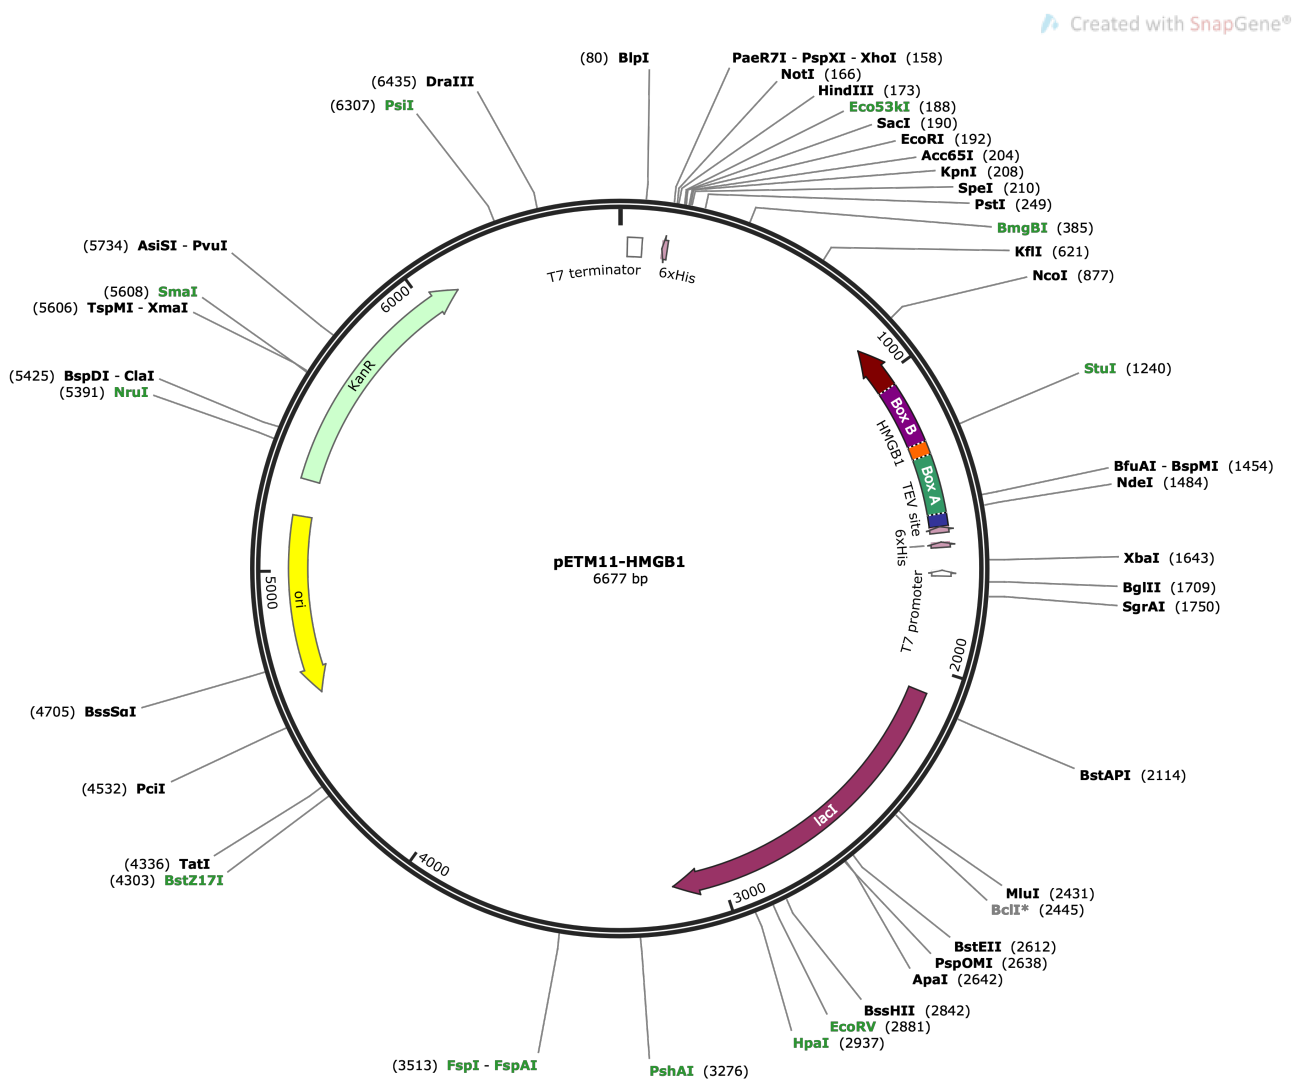 Created with SnapGene®
(80) BlpI
PaeR7I - PspXI - XhoI (158)
NotI (166)
HindIII (173)
Eco53kI (188)
SacI (190)
EcoRI (192)
Acc65I (204)
KpnI (208)
SpeI (210)
PstI (249)
BmgBI (385)
KflI (621)
NcoI (877)
StuI (1240)
BfuAI - BspMI (1454)
NdeI (1484)
XbaI (1643)
BglII (1709)
SgrAI (1750)
BstAPI (2114)
MluI (2431)
BclI* (2445)
BstEII (2612)
PspOMI (2638)
ApaI (2642)
BssHII (2842)
EcoRV (2881)
HpaI (2937)
PshAI (3276)
(3513) FspI - FspAI
(4303) BstZ17I
(4336) TatI
(4532) PciI
(4705) BssSαI
(5391) NruI
(5425) BspDI - ClaI
(5606) TspMI - XmaI
(5608) SmaI
(5734) AsiSI - PvuI
(6307) PsiI
(6435) DraIII
T7 terminator
6xHis
1000
Box B
HMGB1
Box A
TEV site
6xHis
T7 promoter
2000
lacI
3000
4000
ori
5000
KanR
6000
pETM11-HMGB1
6677 bp